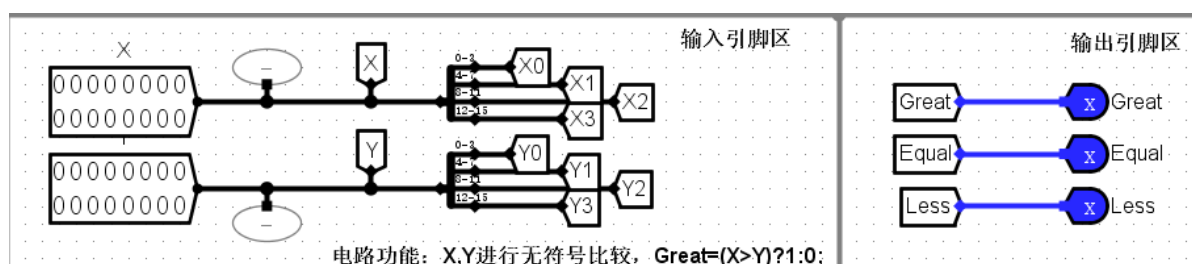 输入引脚区
X
00000000
00000000
X
0-3
4-7
8-11
12-15
X0
X1
X2
X3
00000000
00000000
Y
0-3
4-7
8-11
12-15
Y0
Y1
Y2
Y3
电路功能：X,Y进行无符号比较，Great=(X>Y)?1:0;
输出引脚区
Great
x
Great
Equal
x
Equal
Less
x
Less